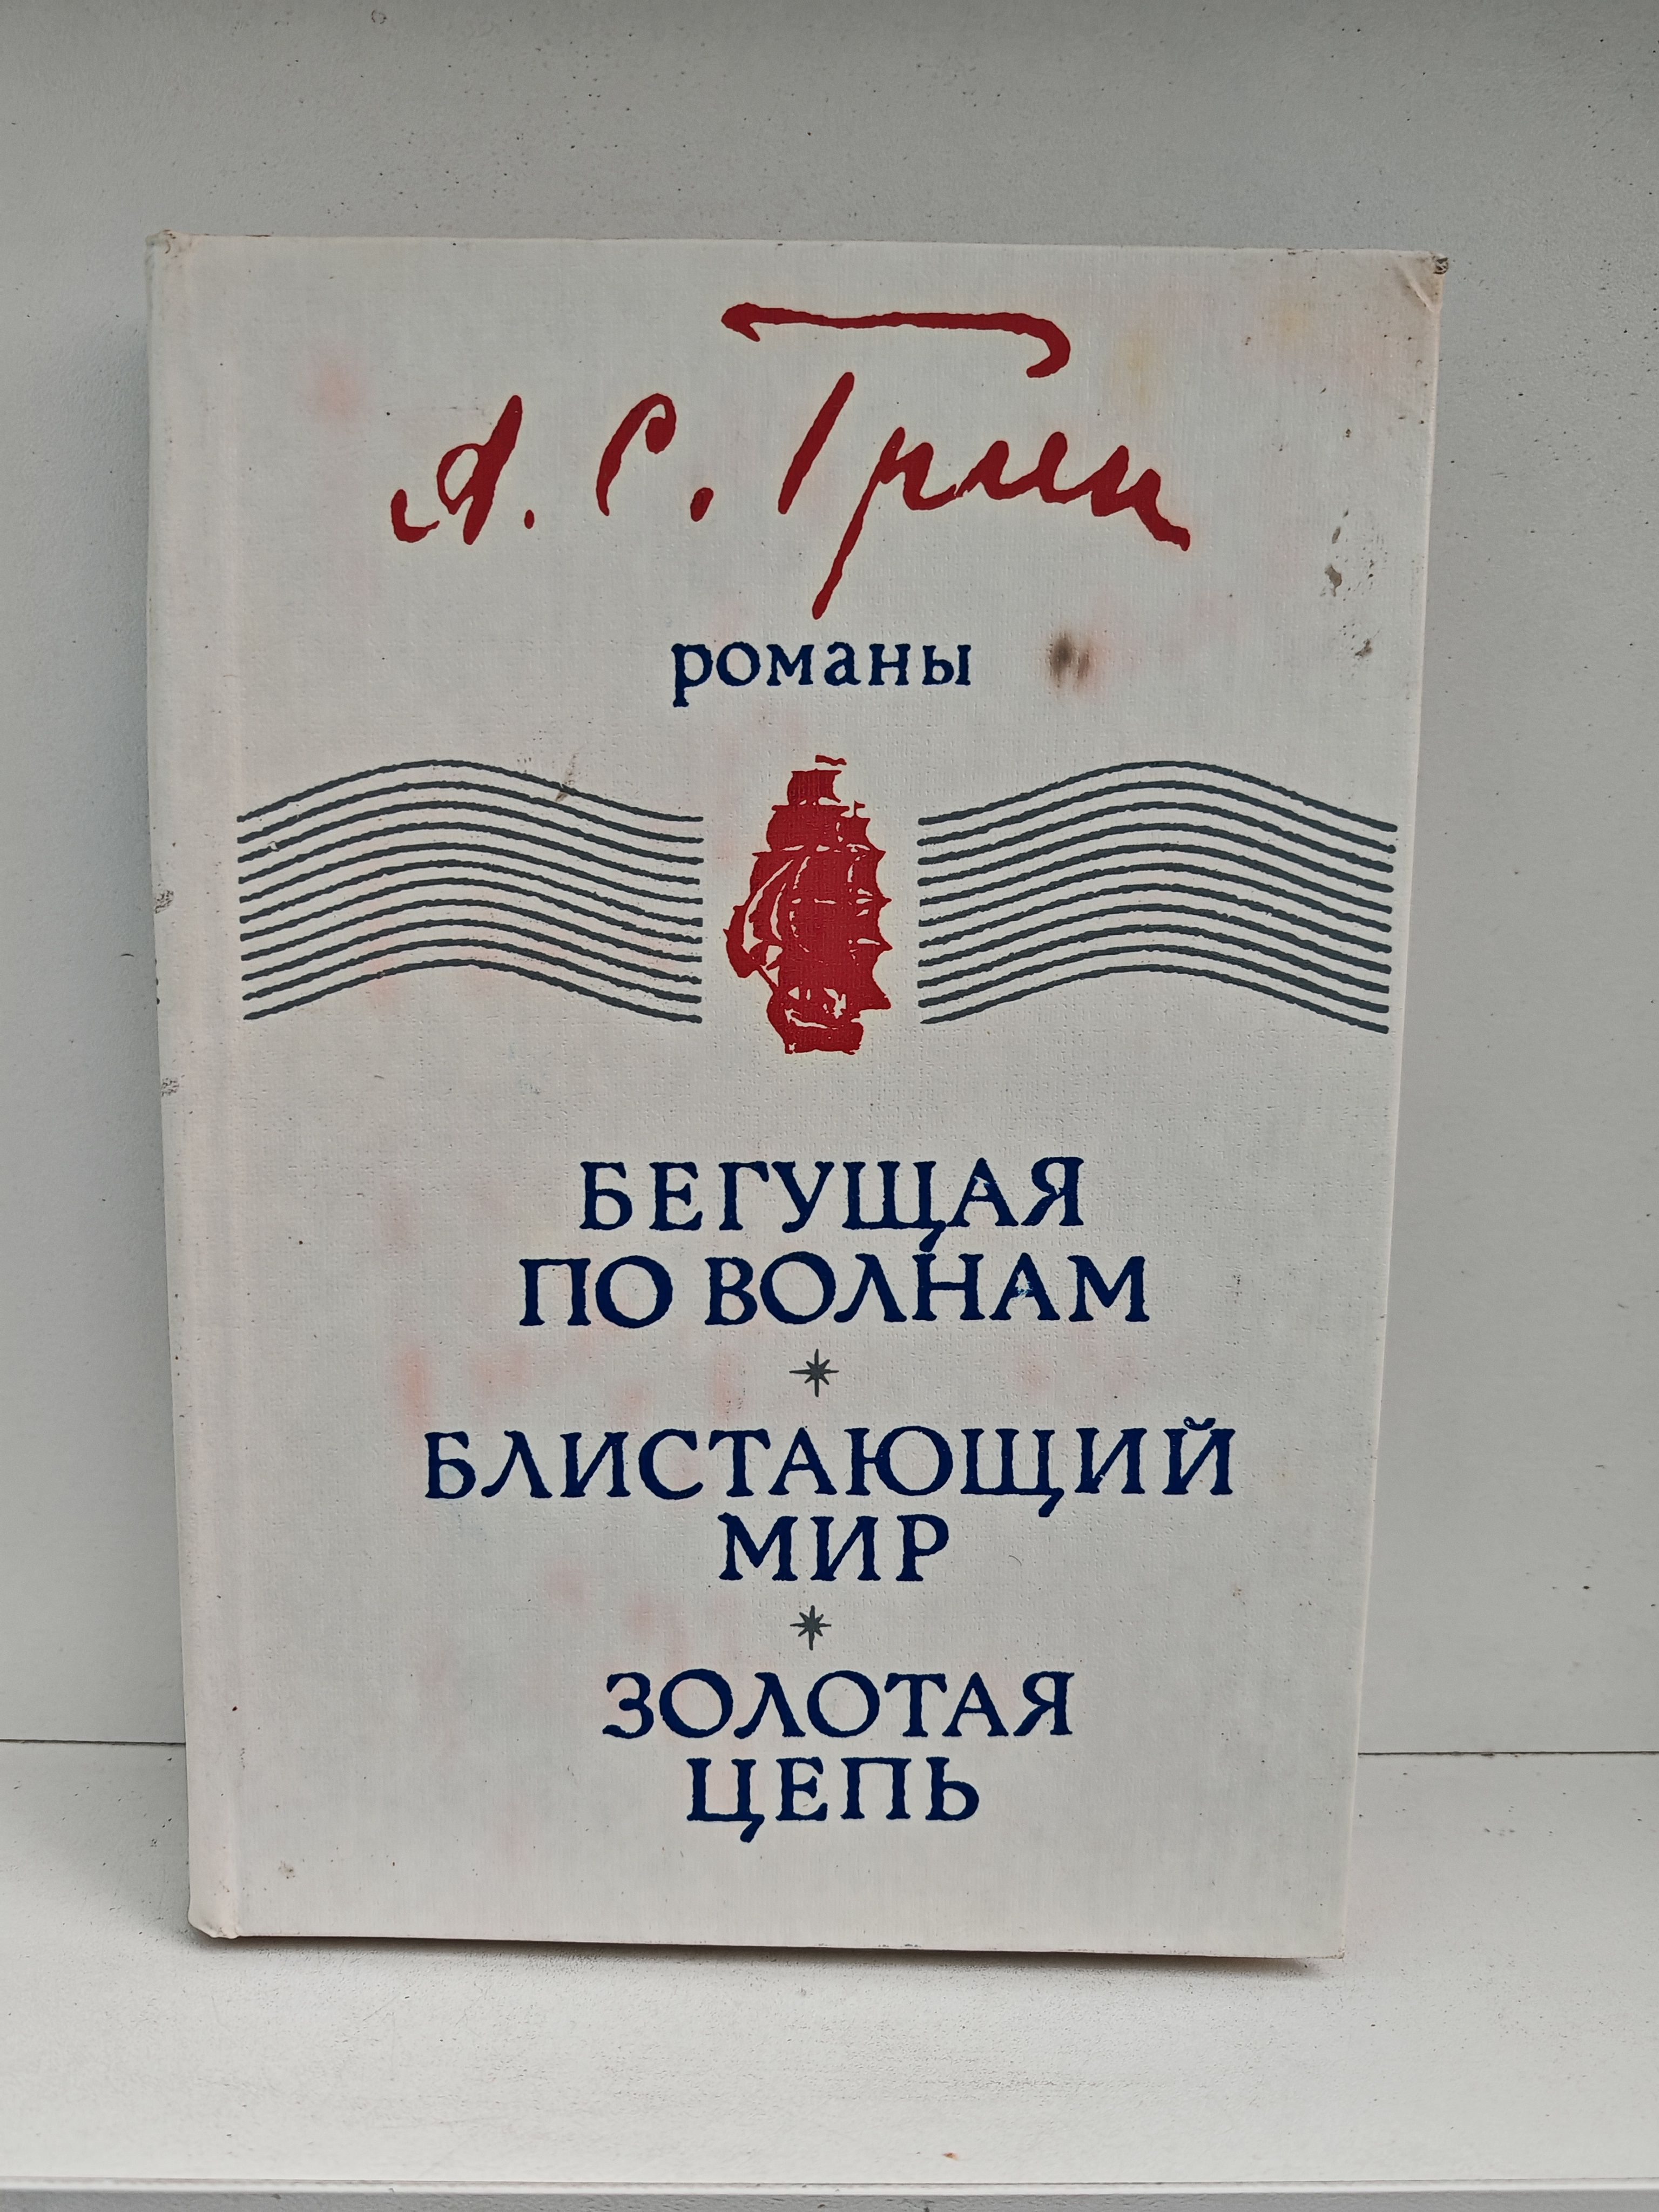 А. С. Грин
романы
БЕГУЩАЯ
ПО ВОЛНАМ
БЛИСТАЮЩИЙ
МИР
ЗОЛОТАЯ
ЦЕПЬ